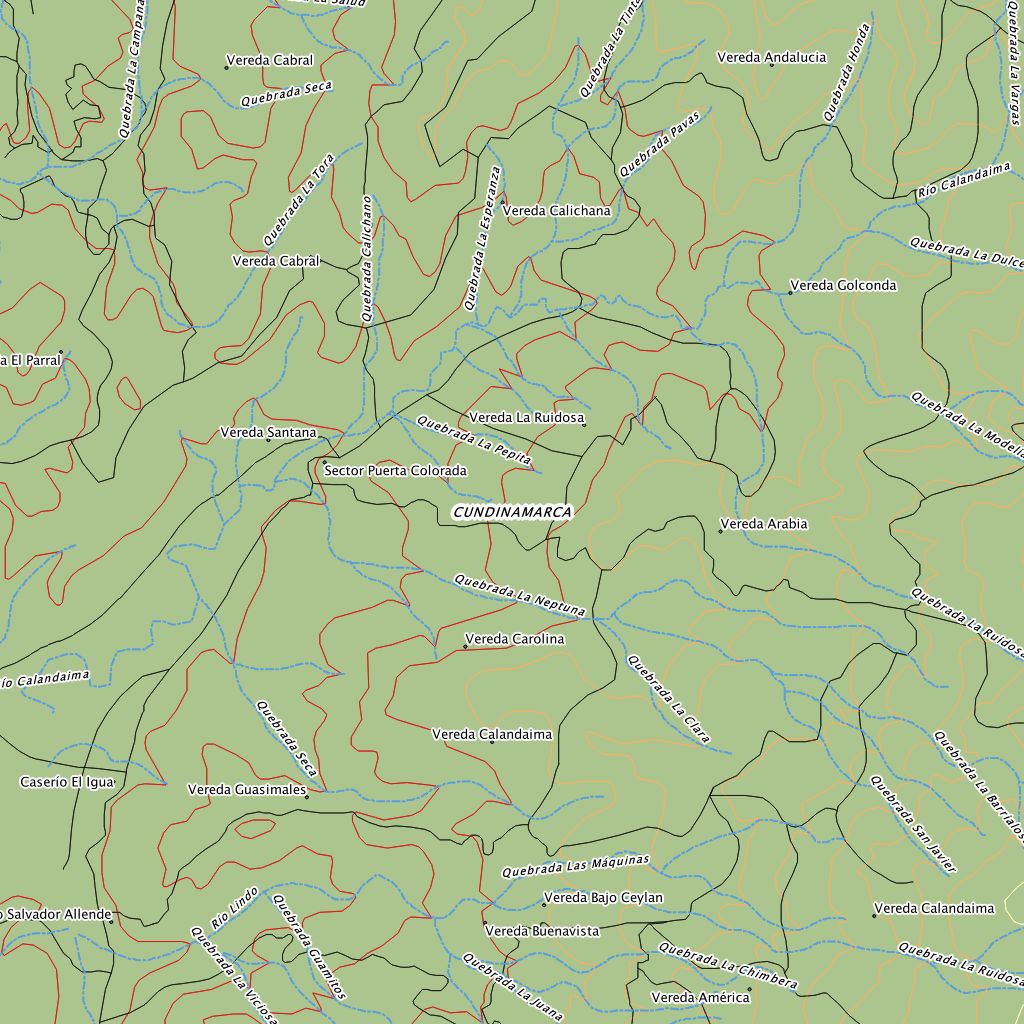 La Salud
Quebrada La Campana
Vereda Cabral
Quebrada Seca
Quebrada La Tinta
Vereda Andalucia
Quebrada Honda
Quebrada La Vargas
Quebrada La Tora
Quebrada Pavas
Río Calandaima
Quebrada La Esperanza
Vereda Calichana
Quebrada Calichano
Vereda Cabral
Quebrada La Dulce
Vereda Golconda
a El Parral
Vereda La Ruidosa
Quebrada La Modelia
Vereda Santana
Quebrada La Pepita
Sector Puerta Colorada
CUNDINAMARCA
Vereda Arabia
Quebrada La Neptuna
Quebrada La Ruidosa
Vereda Carolina
ío Calandaima
Quebrada La Clara
Quebrada Seca
Vereda Calandaima
Quebrada La Barrialosa
Caserío El Igua
Vereda Guasimales
Quebrada San Javier
Quebrada Las Máquinas
Vereda Bajo Ceylan
Río Lindo
o Salvador Allende
Vereda Calandaima
Quebrada Guamitos
Vereda Buenavista
Quebrada La Viciosa
Quebrada La Juana
Quebrada La Chimbera
Quebrada La Ruidosa
Vereda América